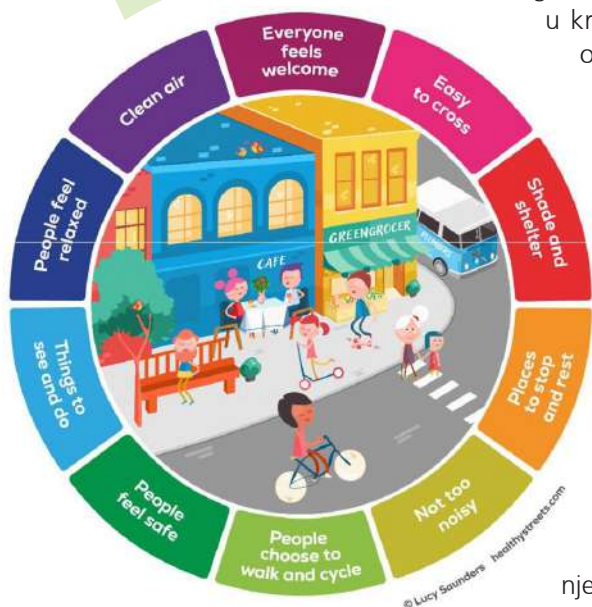 u kr
o
Everyone
feels
welcome
Easy
to cross
Shade and
shelter
Places
to stop
and rest
Not too
noisy
People
choose to
walk and cycle
People
feel safe
Things to
see and do
People feel
relaxed
Clean air
CAFE
GREENGROCER
© Lucy Saunders healthystreets.com
nje